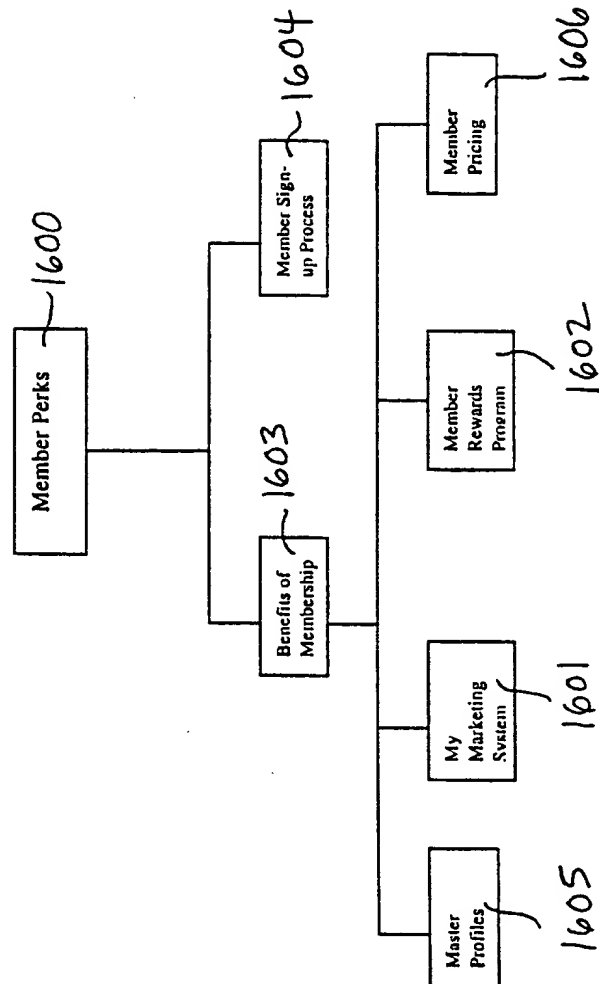 Member Perks
1600
Benefits of
Membership
1603
Member Sign-
up Process
1604
Master
Profiles
1605
My
Marketing
System
1601
Member
Rewards
Program
1602
Member
Pricing
1606